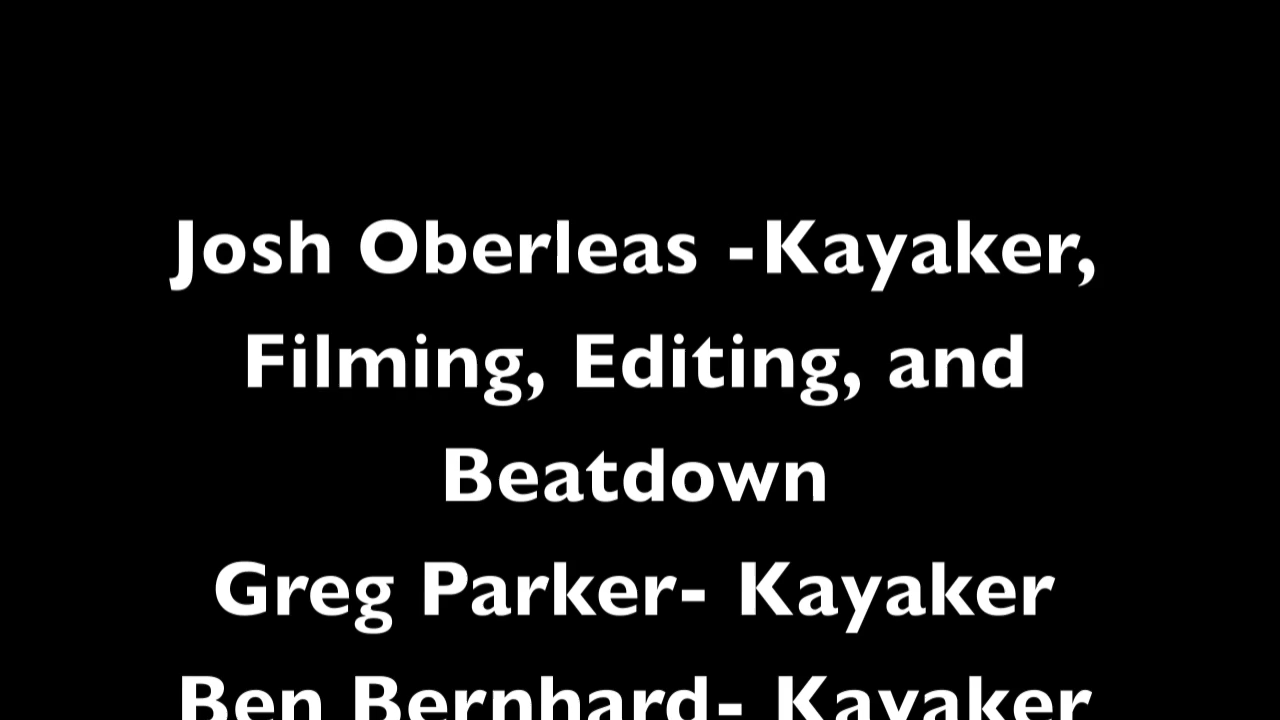 Josh Oberleas -Kayaker,
Filming, Editing, and
Beatdown
Greg Parker- Kayaker
Ben Bernhard- Kayaker